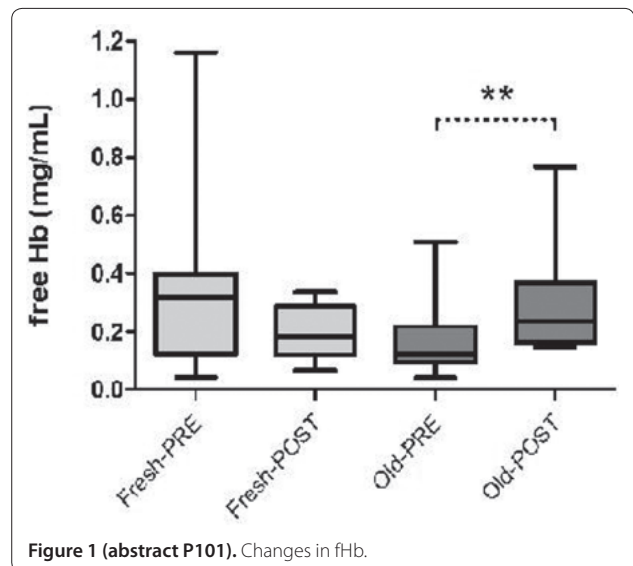 1.2
**
1.0
0.8
0.6
0.4
0.2
0.0
free Hb (mg/mL)
Fresh-PRE
Fresh-POST
Old-PRE
Old-POST
Figure 1 (abstract P101). Changes in fHb.